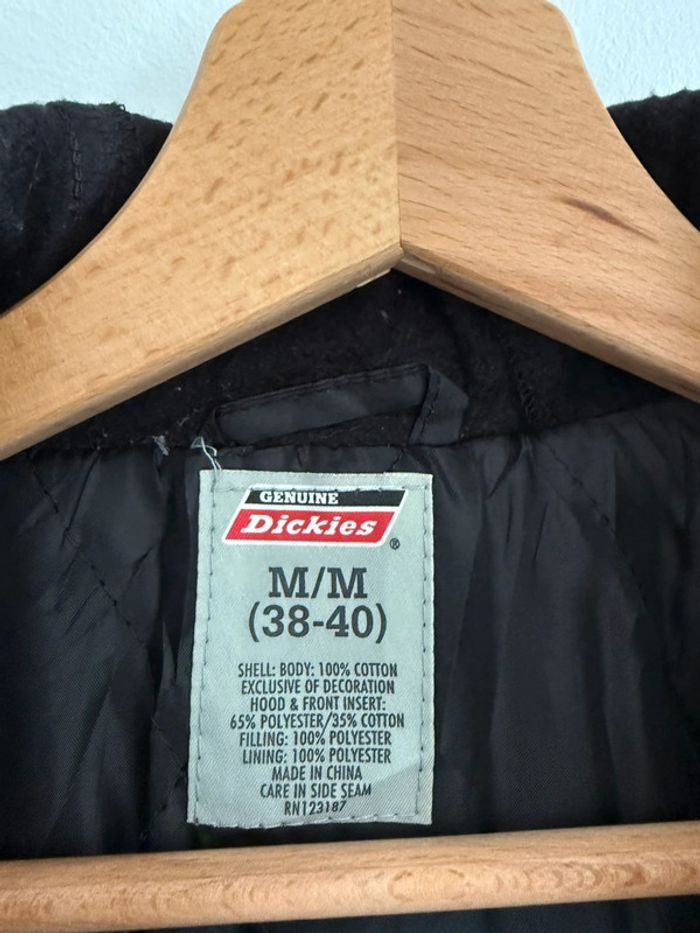 GENUINE
Dickies
®
M/M
(38-40)
SHELL: BODY: 100% COTTON
EXCLUSIVE OF DECORATION
HOOD & FRONT INSERT:
65% POLYESTER/35% COTTON
FILLING: 100% POLYESTER
LINING: 100% POLYESTER
MADE IN CHINA
CARE IN SIDE SEAM
RN123187